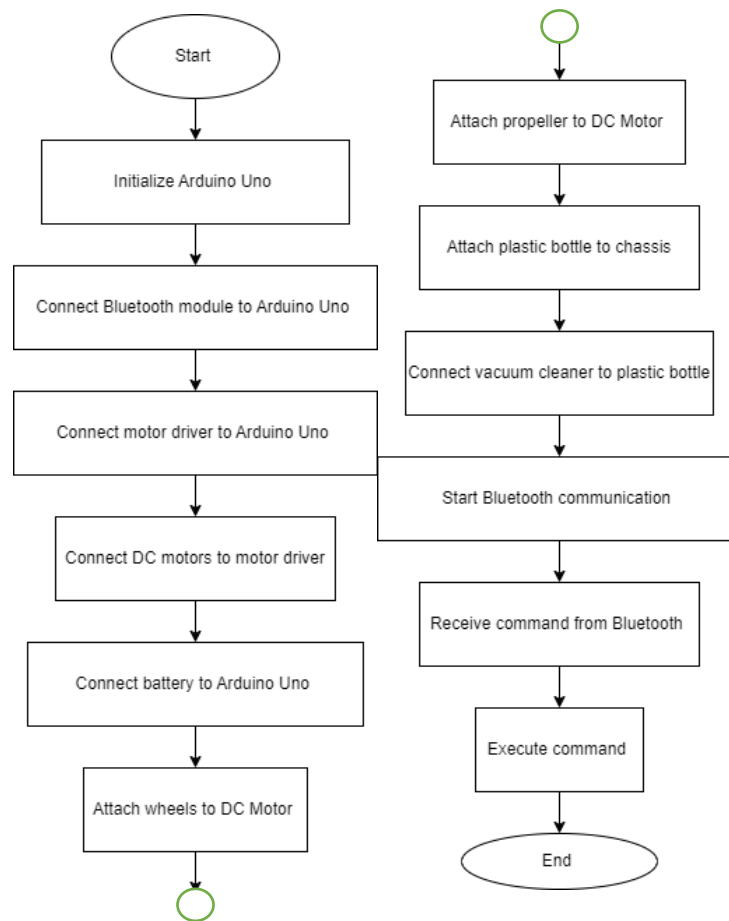 Start
Initialize Arduino Uno
Connect Bluetooth module to Arduino Uno
Connect motor driver to Arduino Uno
Connect DC motors to motor driver
Connect battery to Arduino Uno
Attach wheels to DC Motor
Attach propeller to DC Motor
Attach plastic bottle to chassis
Connect vacuum cleaner to plastic bottle
Start Bluetooth communication
Receive command from Bluetooth
Execute command
End